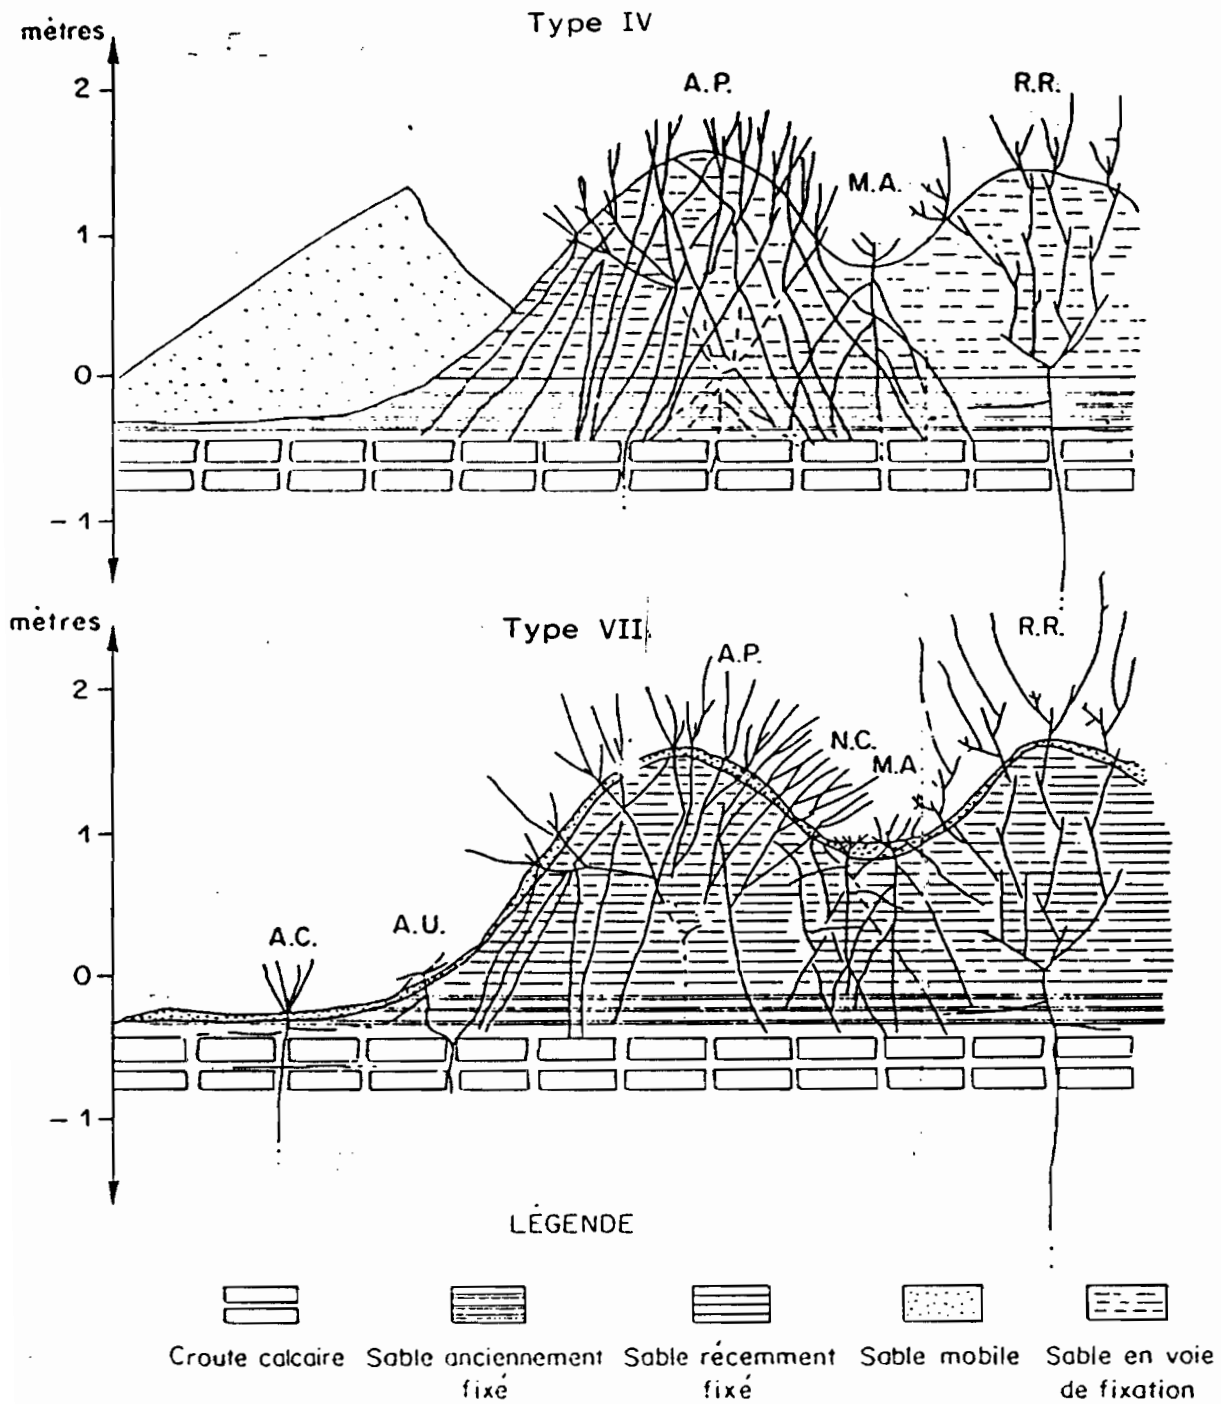 Type IV
mètres
2
A.P.
R.R.
M.A.
1
0
– 1
mètres
Type VII
R.R.
A.P.
2
N.C.
M.A
1
A.U.
A.C.
0
– 1
LÉGENDE
Croute calcaire Sable anciennement Sable récemment Sable mobile Sable en voie
fixé fixé de fixation